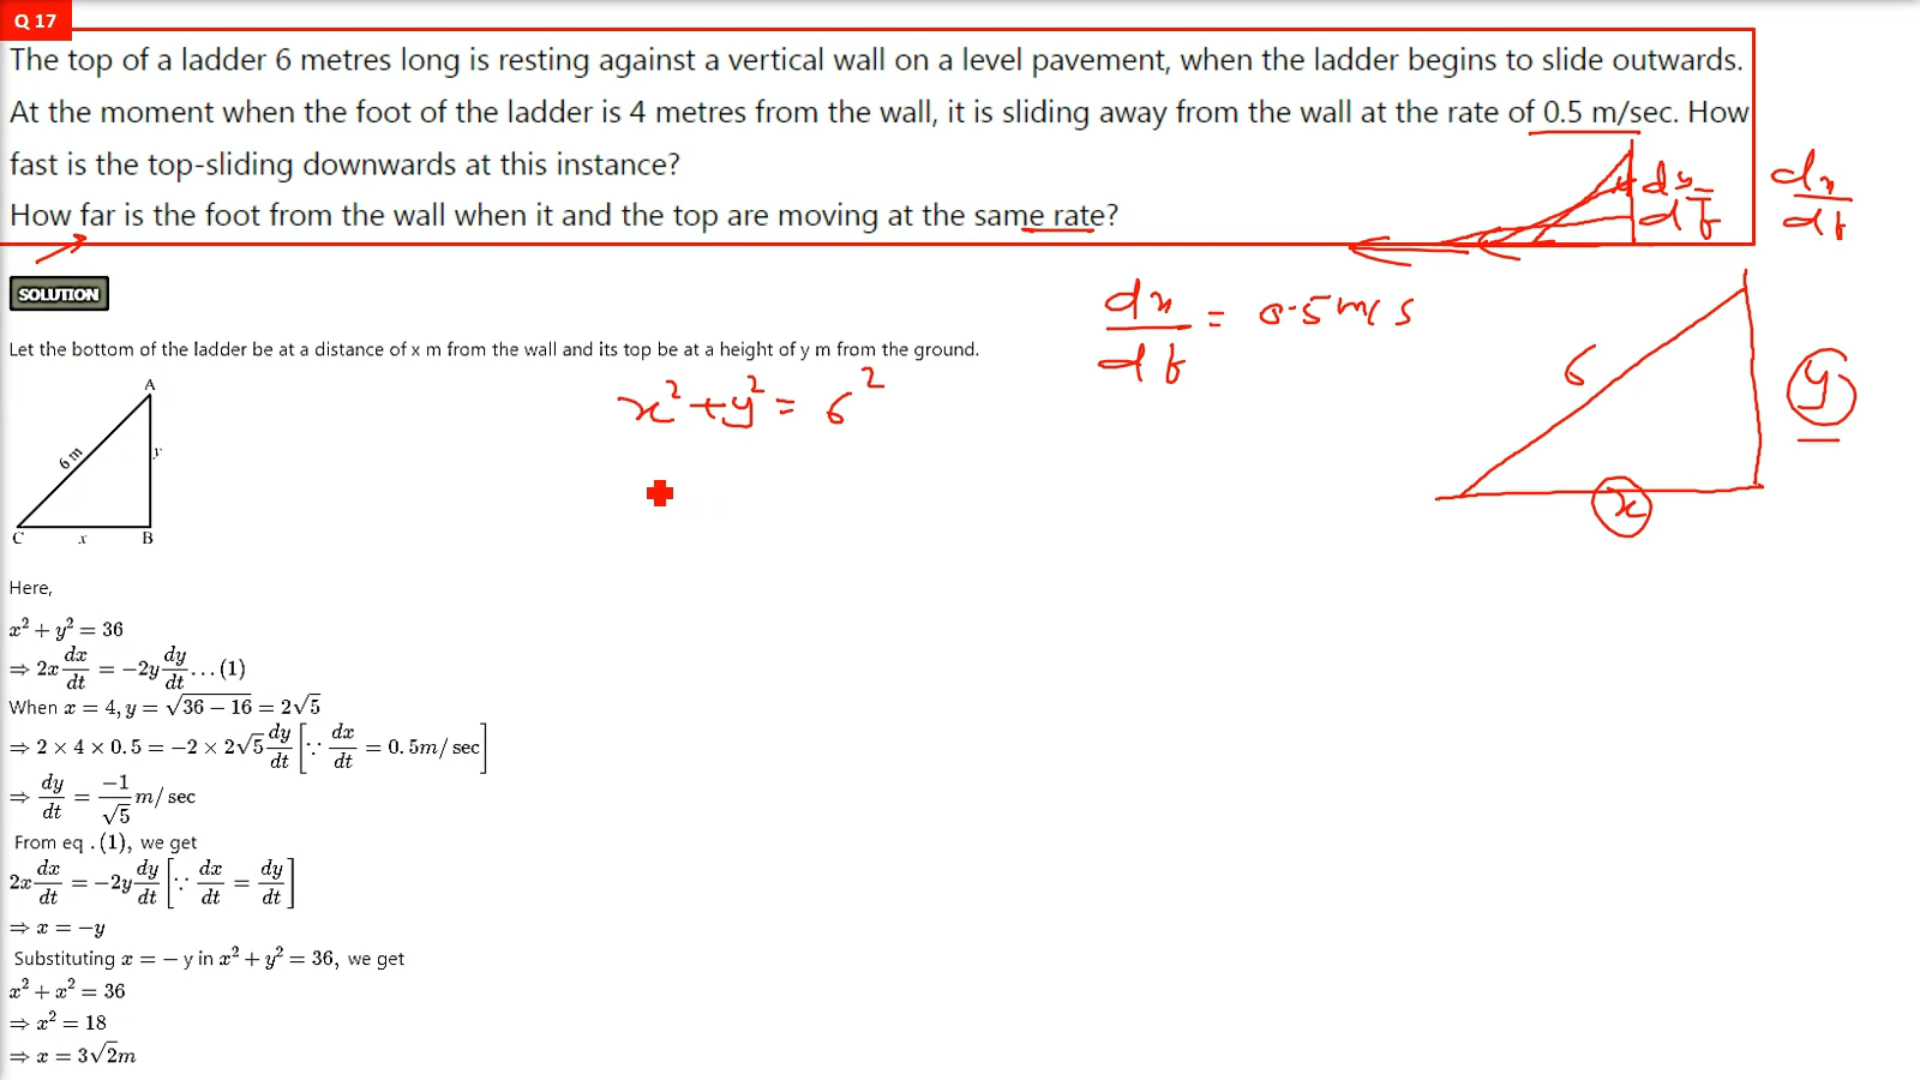 Q 17
The top of a ladder 6 metres long is resting against a vertical wall on a level pavement, when the ladder begins to slide outwards.
At the moment when the foot of the ladder is 4 metres from the wall, it is sliding away from the wall at the rate of 0.5 m/sec. How
fast is the top-sliding downwards at this instance?
How far is the foot from the wall when it and the top are moving at the same rate?
dy/dt
dx/dt
SOLUTION
dx/dt = 0.5 m/s
Let the bottom of the ladder be at a distance of x m from the wall and its top be at a height of y m from the ground.
x² + y² = 6²
6
y
x
A
6 m
y
C x B
Here,
x² + y² = 36
⇒ 2x dx/dt = −2y dy/dt … (1)
When x = 4, y = √(36 − 16) = 2√5
⇒ 2 × 4 × 0.5 = −2 × 2√5 dy/dt [∵ dx/dt = 0.5m/ sec]
⇒ dy/dt = −1/√5 m/ sec
From eq . (1), we get
2x dx/dt = −2y dy/dt [∵ dx/dt = dy/dt]
⇒ x = −y
Substituting x = − y in x² + y² = 36, we get
x² + x² = 36
⇒ x² = 18
⇒ x = 3√2m